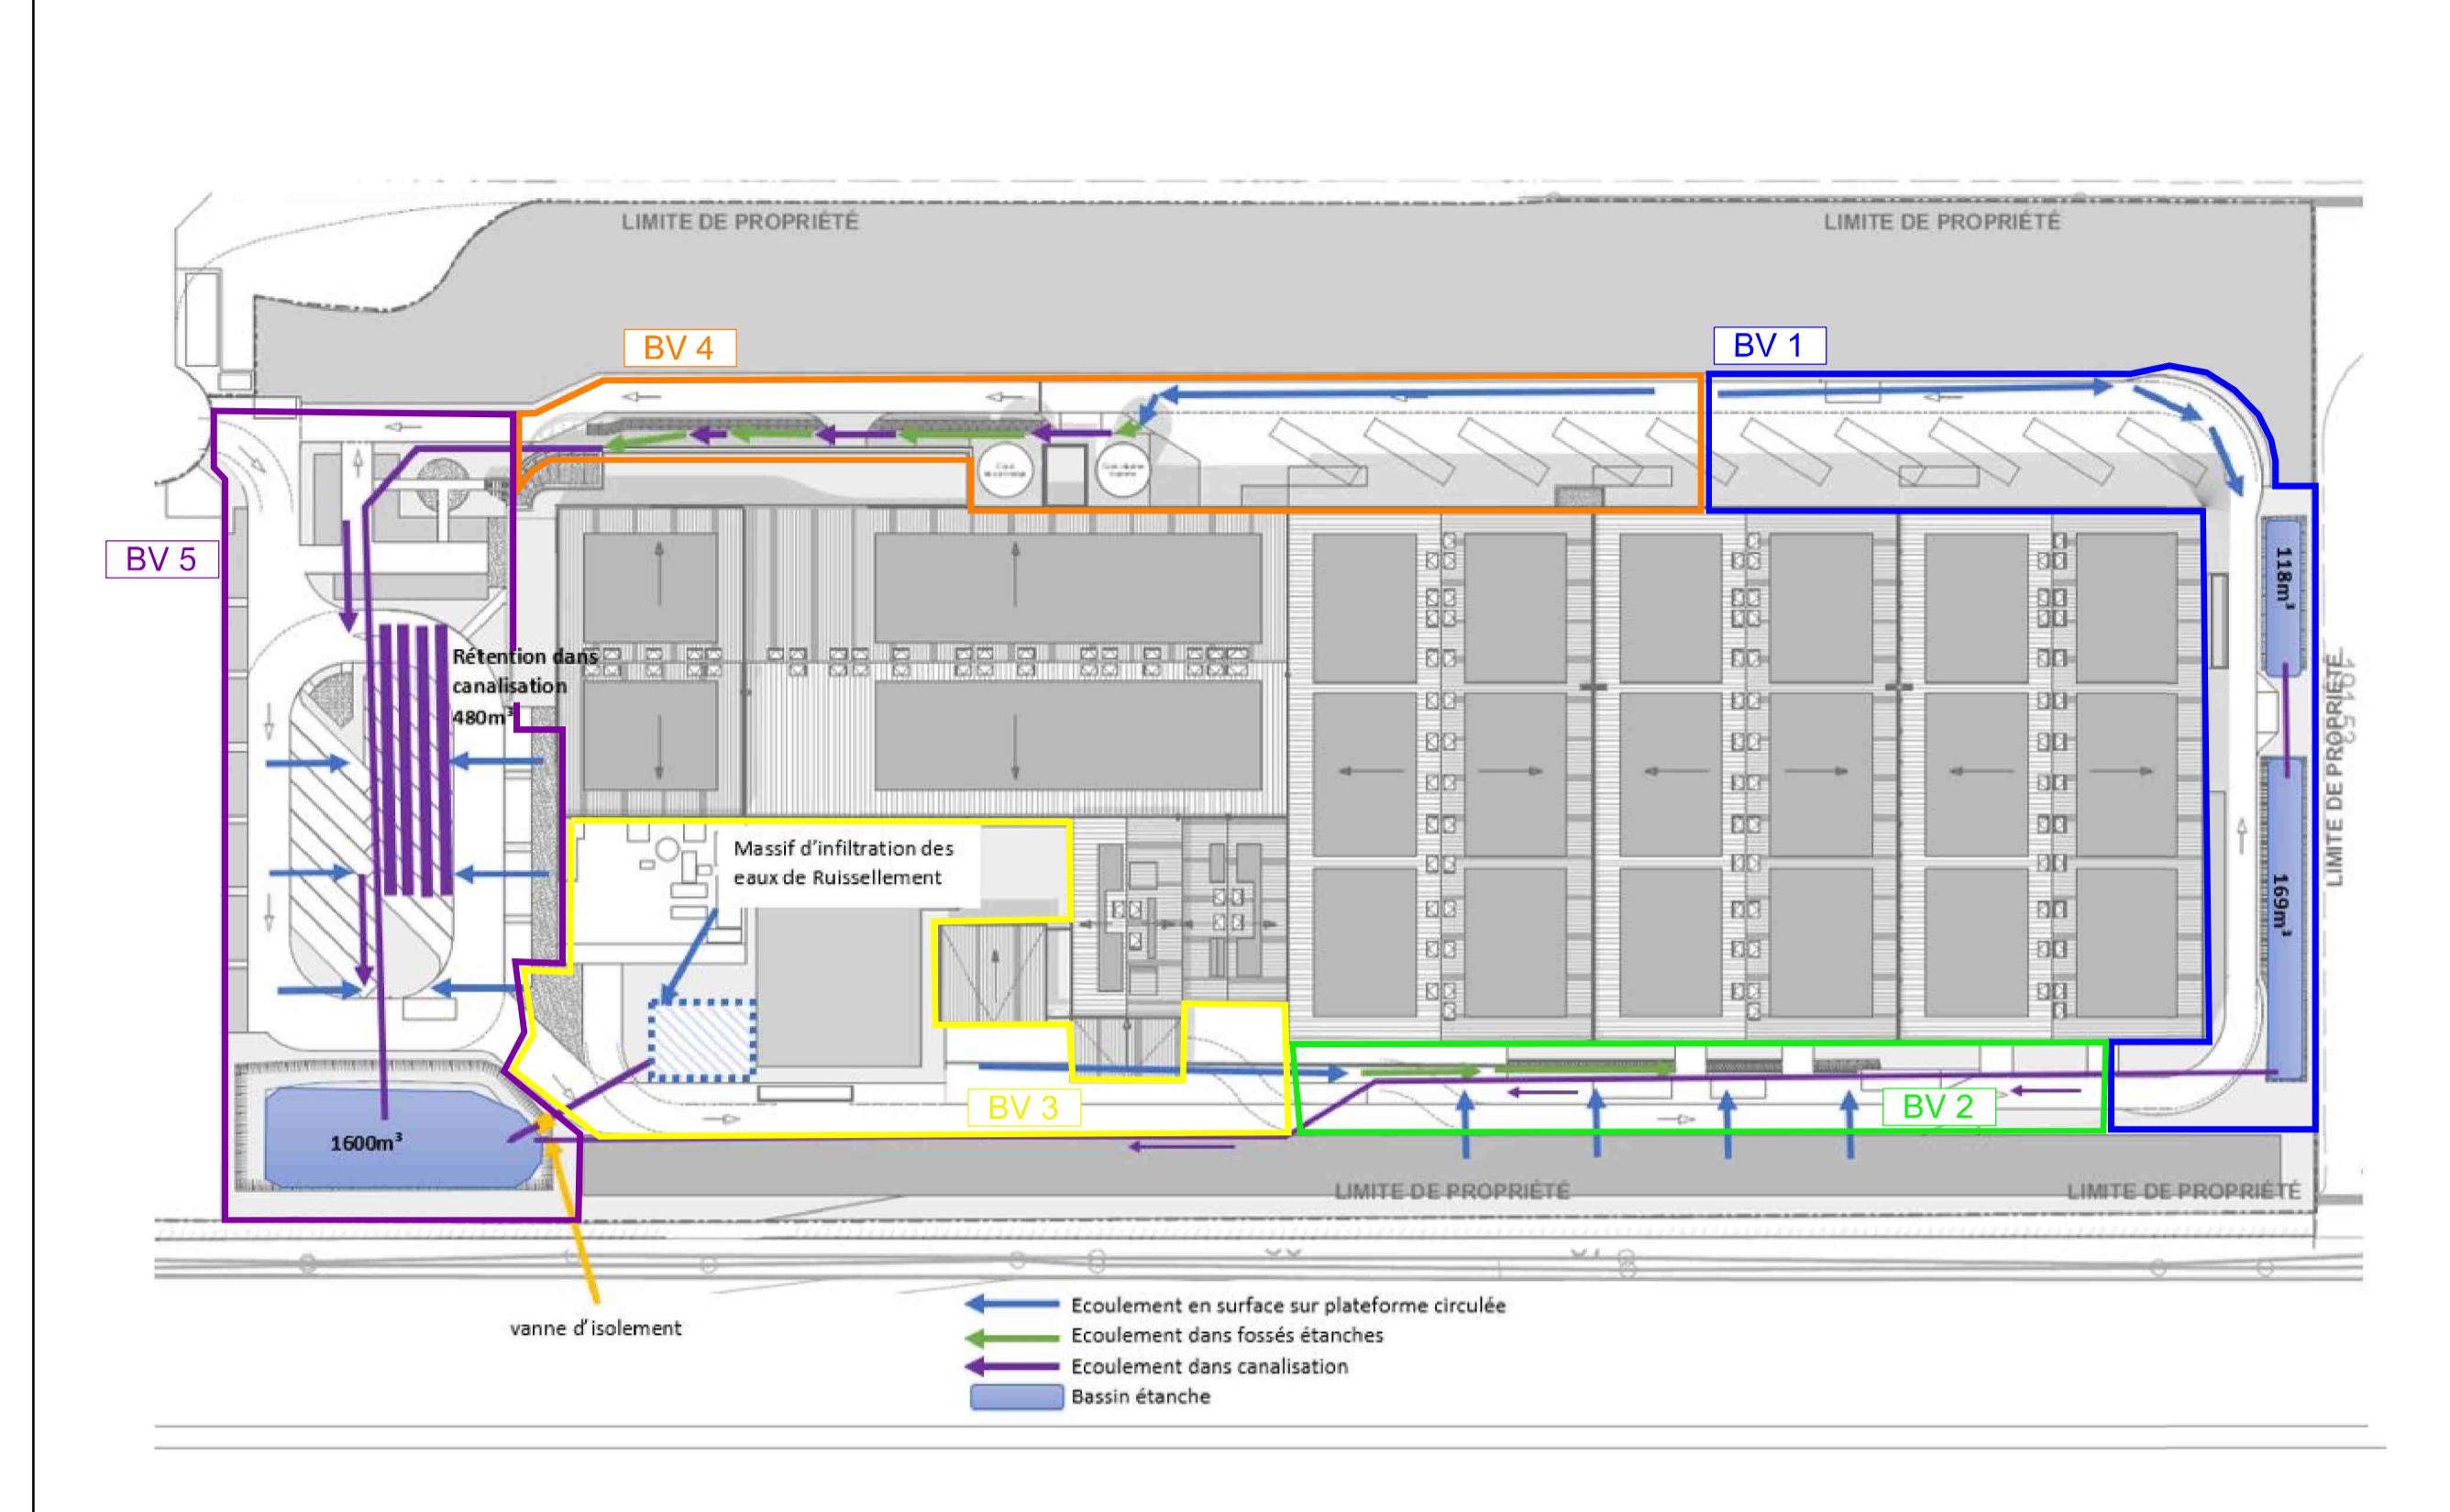 LIMITE DE PROPRIÉTÉ
LIMITE DE PROPRIÉTÉ
BV 4
BV 1
BV 5
118m³
Rétention dans
canalisation
480m³
LIMITE DE PROPRIÉTÉ
Massif d'infiltration des
eaux de Ruissellement
169m³
BV 3
BV 2
1600m³
LIMITE DE PROPRIÉTÉ
LIMITE DE PROPRIÉTÉ
vanne d'isolement
Ecoulement en surface sur plateforme circulée
Ecoulement dans fossés étanches
Ecoulement dans canalisation
Bassin étanche